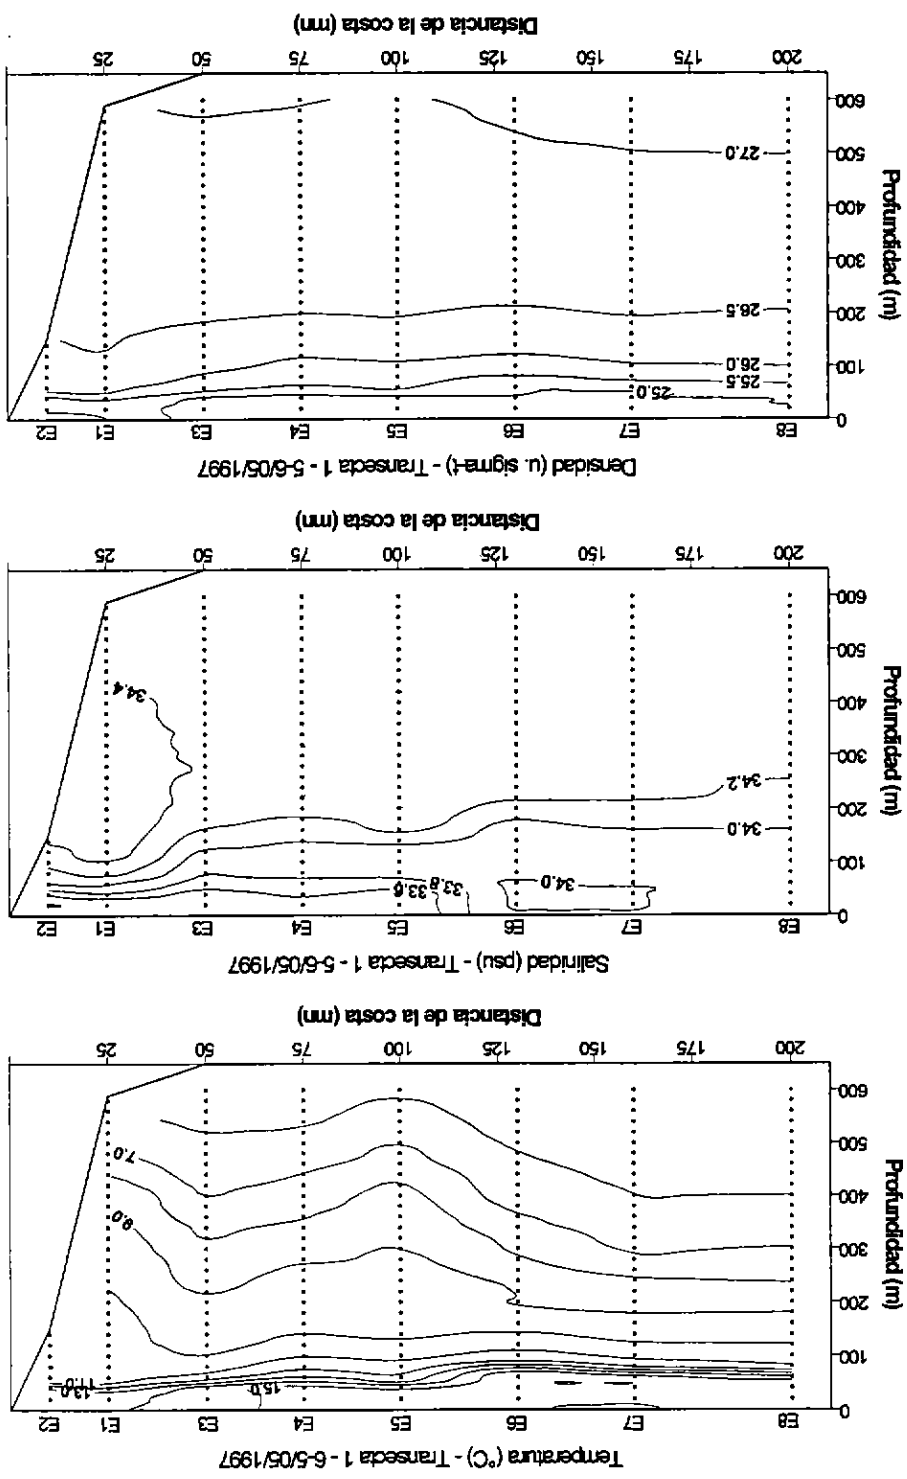 Temperatura (°C) - Transecta 1 - 6-5/05/1997
E8 E7 E6 E5 E4 E3 E1 E2
0
15.0
13.0
11.0
100
200
9.0
300
400
7.0
500
600
Profundidad (m)
200 175 150 125 100 75 50 25
Distancia de la costa (mn)
Salinidad (psu) - Transecta 1 - 5-6/05/1997
E8 E7 E6 E5 E4 E3 E1 E2
0
34.0
33.8
33.6
100
34.0
200
34.2
300
400
34.4
500
600
Profundidad (m)
200 175 150 125 100 75 50 25
Distancia de la costa (mn)
Densidad (u. sigma-t) - Transecta 1 - 5-6/05/1997
E8 E7 E6 E5 E4 E3 E1 E2
0
25.0
25.5
100
26.0
200
26.5
300
400
500
27.0
600
Profundidad (m)
200 175 150 125 100 75 50 25
Distancia de la costa (mn)